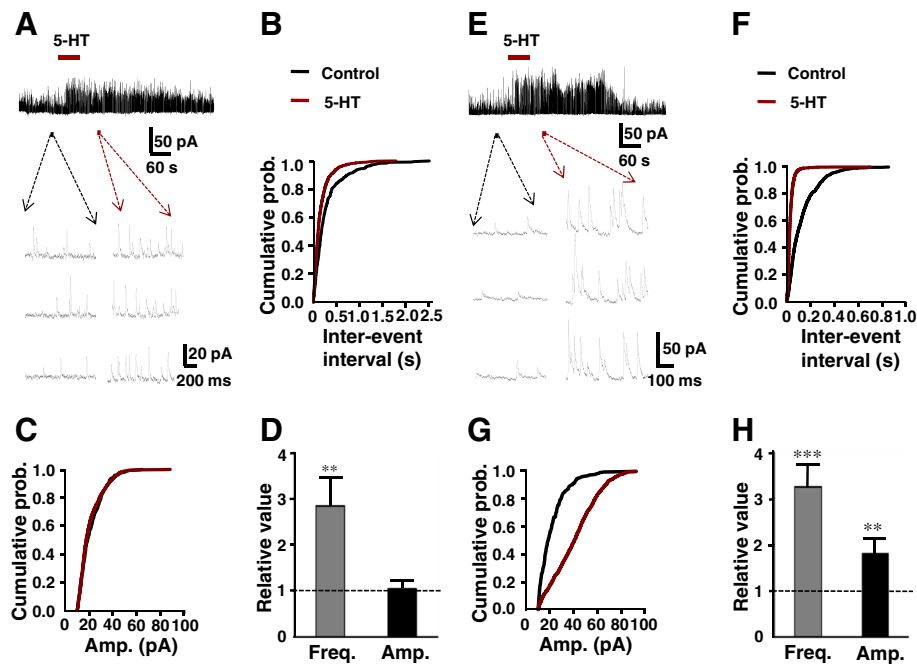 A
5-HT
50 pA
60 s
20 pA
200 ms
B
Control
5-HT
Cumulative prob.
1.0
0.8
0.6
0.4
0.2
0.0
0 0.5 1.0 1.5 2.0 2.5
Inter-event
interval (s)
E
5-HT
50 pA
60 s
50 pA
100 ms
F
Control
5-HT
Cumulative prob.
1.0
0.8
0.6
0.4
0.2
0.0
0 0.2 0.4 0.6 0.8 1.0
Inter-event
interval (s)
C
Cumulative prob.
1.0
0.8
0.6
0.4
0.2
0.0
0 20 40 60 80 100
Amp. (pA)
D
Relative value
4
3
2
1
0
**
Freq. Amp.
G
Cumulative prob.
1.0
0.8
0.6
0.4
0.2
0.0
0 20 40 60 80 100
Amp. (pA)
H
Relative value
4
3
2
1
0
***
**
Freq. Amp.